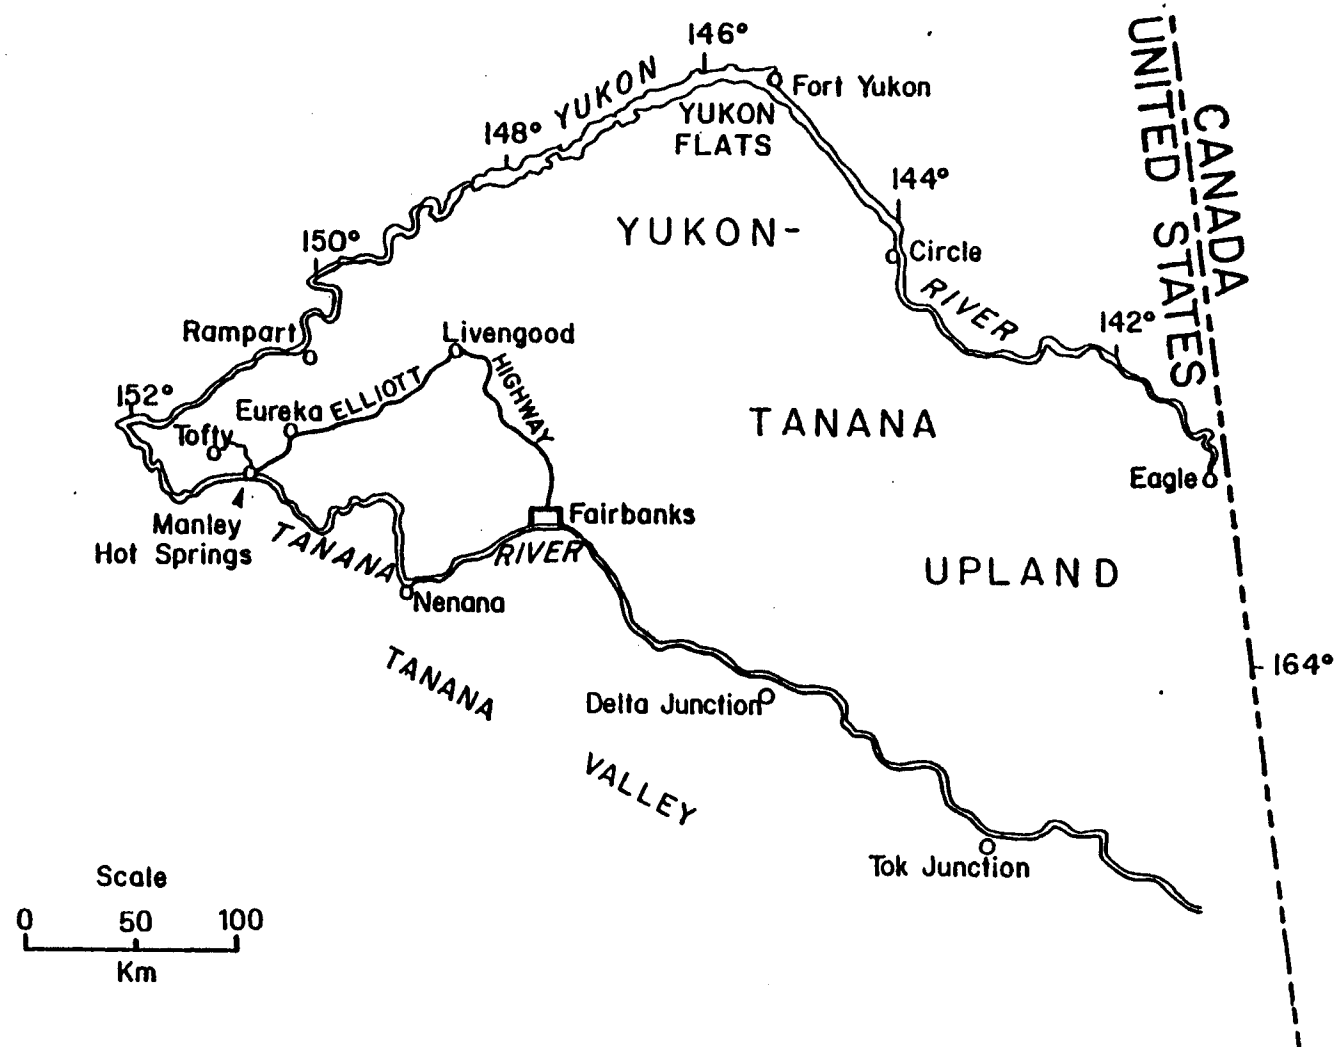 146°
YUKON
Fort Yukon
YUKON
FLATS
148°
UNITED STATES
CANADA
144°
YUKON-
150°
Circle
RIVER
142°
Rampart
Livengood
HIGHWAY
152°
Eureka
ELLIOTT
Tofty
TANANA
Eagle
Manley
Hot Springs
TANANA
RIVER
Fairbanks
UPLAND
Nenana
TANANA
VALLEY
164°
Delta Junction
Tok Junction
Scale
0 50 100
Km